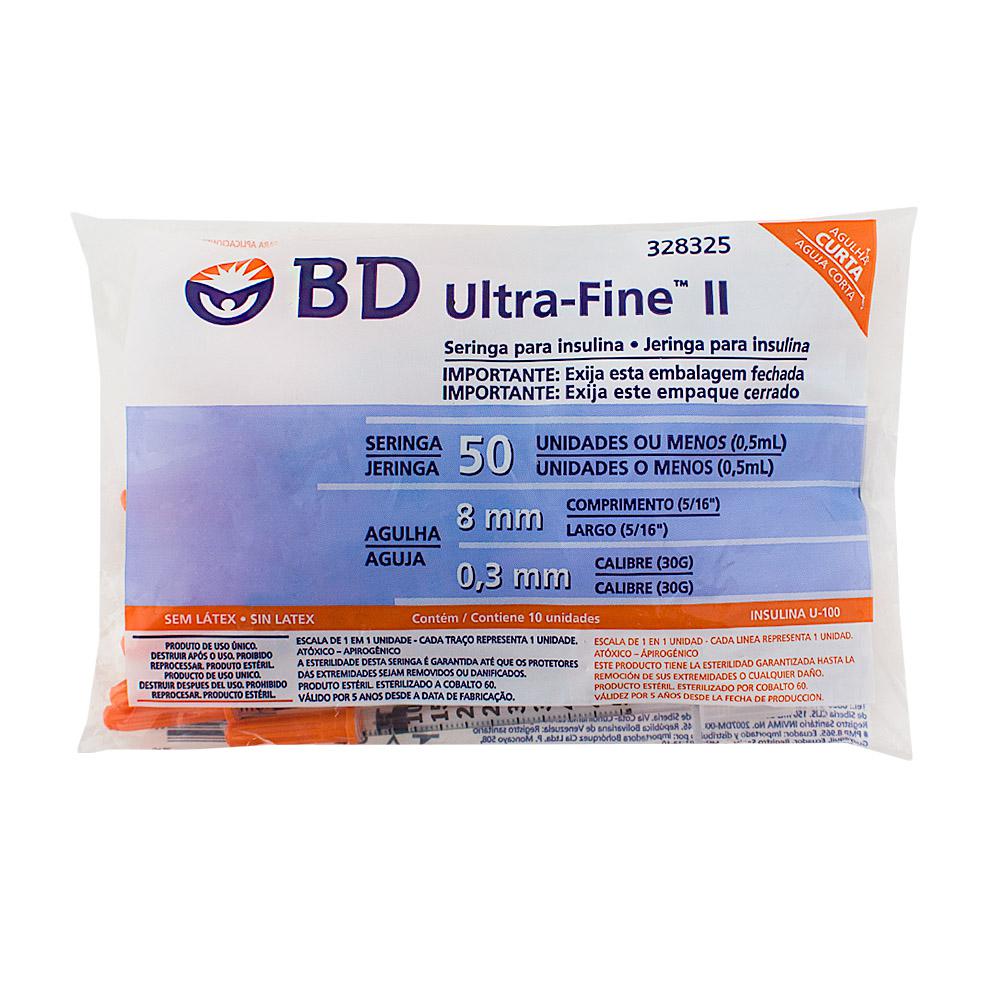 328325
AGULHA
CURTA
AGUJA CORTA
BD
Ultra-Fine™ II
Seringa para insulina • Jeringa para insulina
IMPORTANTE: Exija esta embalagem fechada
IMPORTANTE: Exija este empaque cerrado
SERINGA
JERINGA
50
UNIDADES OU MENOS (0,5mL)
UNIDADES O MENOS (0,5mL)
AGULHA
AGUJA
8 mm
COMPRIMENTO (5/16")
LARGO (5/16")
0,3 mm
CALIBRE (30G)
CALIBRE (30G)
SEM LÁTEX • SIN LATEX
Contém / Contiene 10 unidades
INSULINA U-100
PRODUTO DE USO ÚNICO.
DESTRUIR APÓS O USO. PROIBIDO
REPROCESSAR. PRODUTO ESTÉRIL.
PRODUCTO DE USO UNICO.
DESTRUIR DESPUES DEL USO. PROHIBIDO
REPROCESAR. PRODUCTO ESTÉRIL.
ESCALA DE 1 EM 1 UNIDADE - CADA TRAÇO REPRESENTA 1 UNIDADE.
ATÓXICO – APIROGÊNICO
A ESTERILIDADE DESTA SERINGA É GARANTIDA ATÉ QUE OS PROTETORES
DAS EXTREMIDADES SEJAM REMOVIDOS OU DANIFICADOS.
PRODUTO ESTÉRIL. ESTERILIZADO A COBALTO 60.
VÁLIDO POR 5 ANOS DESDE A DATA DE FABRICAÇÃO.
ESCALA DE 1 EN 1 UNIDAD - CADA LINEA REPRESENTA 1 UNIDAD.
ATÓXICO – APIROGÉNICO
ESTE PRODUCTO TIENE LA ESTERILIDAD GARANTIZADA HASTA LA
REMOCIÓN DE SUS EXTREMIDADES O CUALQUIER DAÑO.
PRODUCTO ESTÉRIL. ESTERILIZADO POR COBALTO 60.
VÁLIDEZ POR 5 AÑOS DESDE LA FECHA DE PRODUCCION.